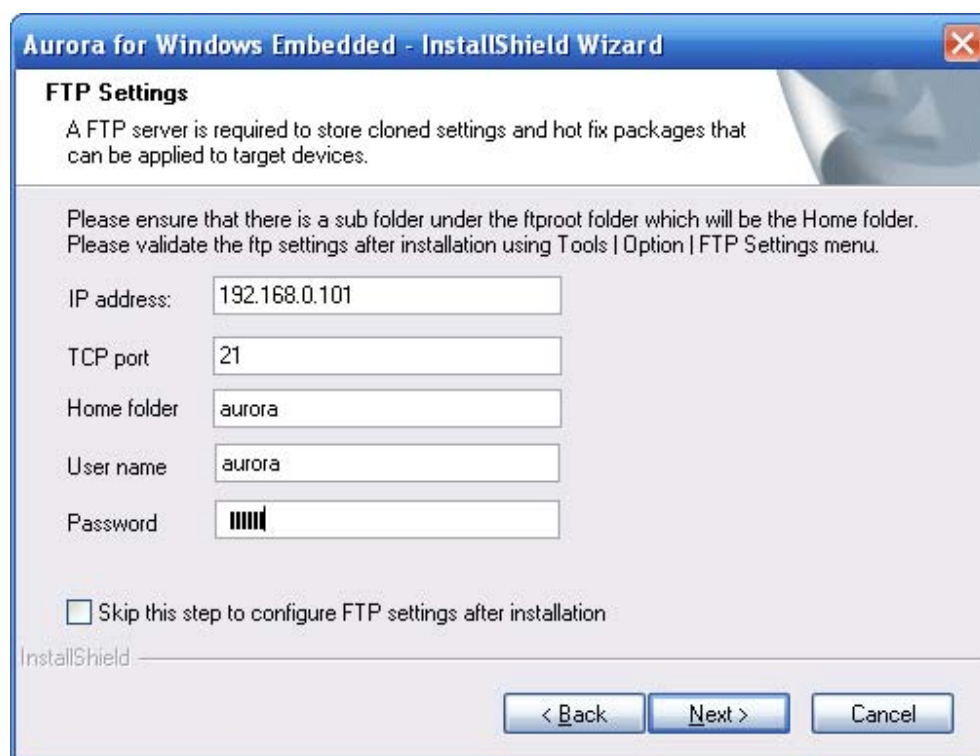 Aurora for Windows Embedded - InstallShield Wizard
FTP Settings
A FTP server is required to store cloned settings and hot fix packages that
can be applied to target devices.
Please ensure that there is a sub folder under the ftproot folder which will be the Home folder.
Please validate the ftp settings after installation using Tools | Option | FTP Settings menu.
IP address: 192.168.0.101
TCP port 21
Home folder aurora
User name aurora
Password
Skip this step to configure FTP settings after installation
InstallShield
< Back Next > Cancel